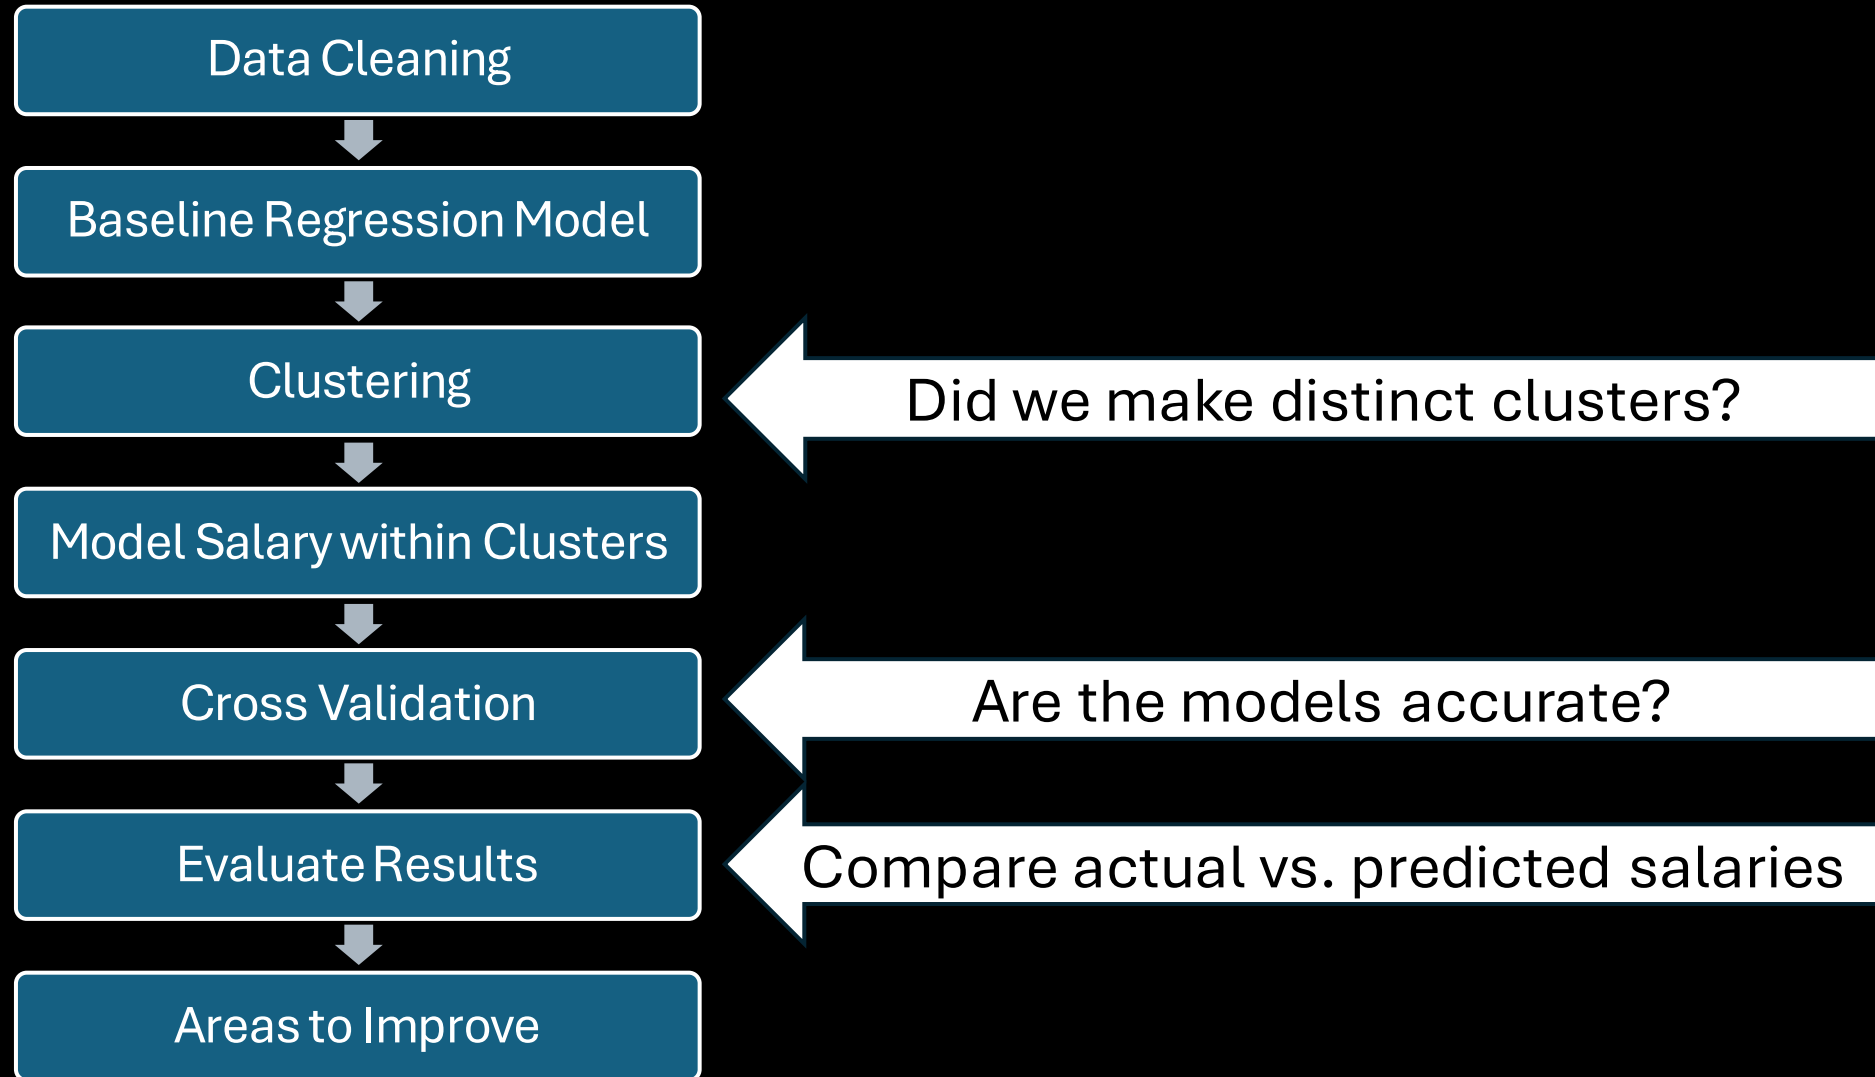 Data Cleaning
Baseline Regression Model
Clustering
Did we make distinct clusters?
Model Salary within Clusters
Cross Validation
Are the models accurate?
Evaluate Results
Compare actual vs. predicted salaries
Areas to Improve